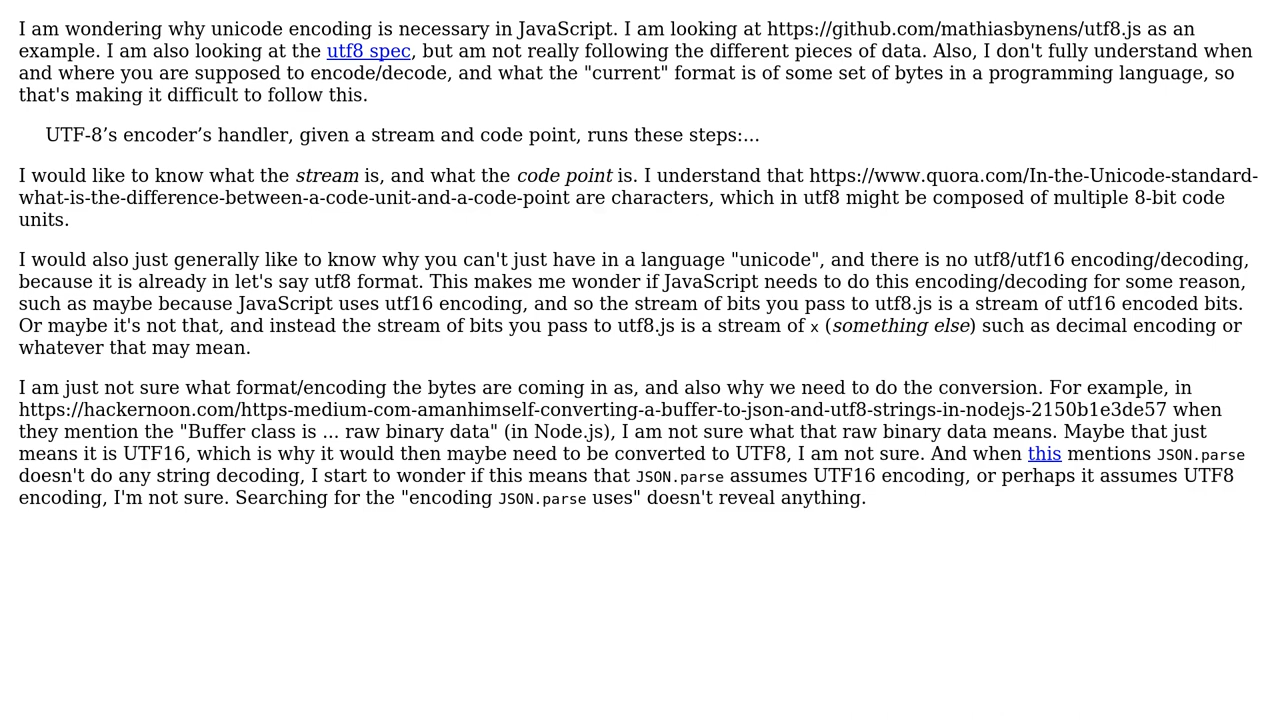 I am wondering why unicode encoding is necessary in JavaScript. I am looking at https://github.com/mathiasbynens/utf8.js as an
example. I am also looking at the utf8 spec, but am not really following the different pieces of data. Also, I don't fully understand when
and where you are supposed to encode/decode, and what the "current" format is of some set of bytes in a programming language, so
that's making it difficult to follow this.
UTF-8’s encoder’s handler, given a stream and code point, runs these steps:...
I would like to know what the stream is, and what the code point is. I understand that https://www.quora.com/In-the-Unicode-standard-
what-is-the-difference-between-a-code-unit-and-a-code-point are characters, which in utf8 might be composed of multiple 8-bit code
units.
I would also just generally like to know why you can't just have in a language "unicode", and there is no utf8/utf16 encoding/decoding,
because it is already in let's say utf8 format. This makes me wonder if JavaScript needs to do this encoding/decoding for some reason,
such as maybe because JavaScript uses utf16 encoding, and so the stream of bits you pass to utf8.js is a stream of utf16 encoded bits.
Or maybe it's not that, and instead the stream of bits you pass to utf8.js is a stream of x (something else) such as decimal encoding or
whatever that may mean.
I am just not sure what format/encoding the bytes are coming in as, and also why we need to do the conversion. For example, in
https://hackernoon.com/https-medium-com-amanhimself-converting-a-buffer-to-json-and-utf8-strings-in-nodejs-2150b1e3de57 when
they mention the "Buffer class is ... raw binary data" (in Node.js), I am not sure what that raw binary data means. Maybe that just
means it is UTF16, which is why it would then maybe need to be converted to UTF8, I am not sure. And when this mentions JSON.parse
doesn't do any string decoding, I start to wonder if this means that JSON.parse assumes UTF16 encoding, or perhaps it assumes UTF8
encoding, I'm not sure. Searching for the "encoding JSON.parse uses" doesn't reveal anything.